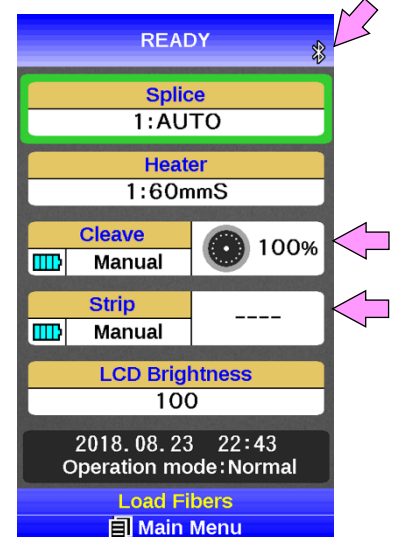 READY
Splice
1:AUTO
Heater
1:60mmS
Cleave
100%
Manual
Strip
----
Manual
LCD Brightness
100
2018.08.23 22:43
Operation mode:Normal
Load Fibers
Main Menu